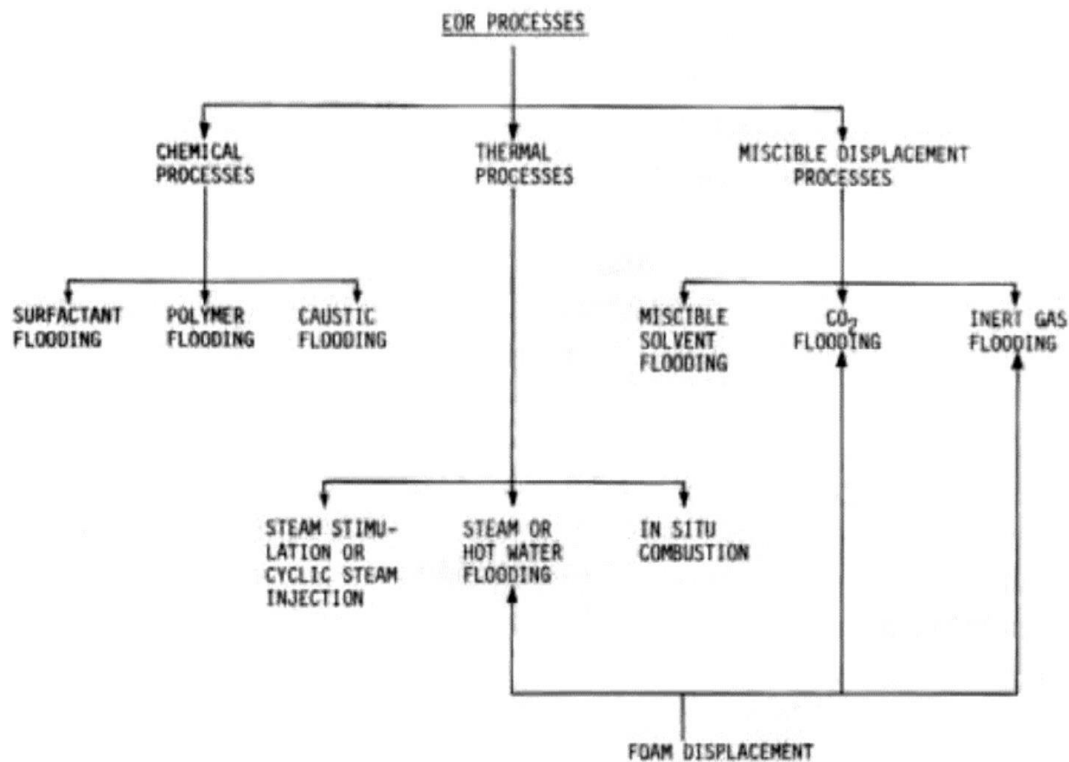 EOR PROCESSES
CHEMICAL
PROCESSES
THERMAL
PROCESSES
MISCIBLE DISPLACEMENT
PROCESSES
SURFACTANT
FLOODING
POLYMER
FLOODING
CAUSTIC
FLOODING
MISCIBLE
SOLVENT
FLOODING
CO2
FLOODING
INERT GAS
FLOODING
STEAM STIMU-
LATION OR
CYCLIC STEAM
INJECTION
STEAM OR
HOT WATER
FLOODING
IN SITU
COMBUSTION
FOAM DISPLACEMENT